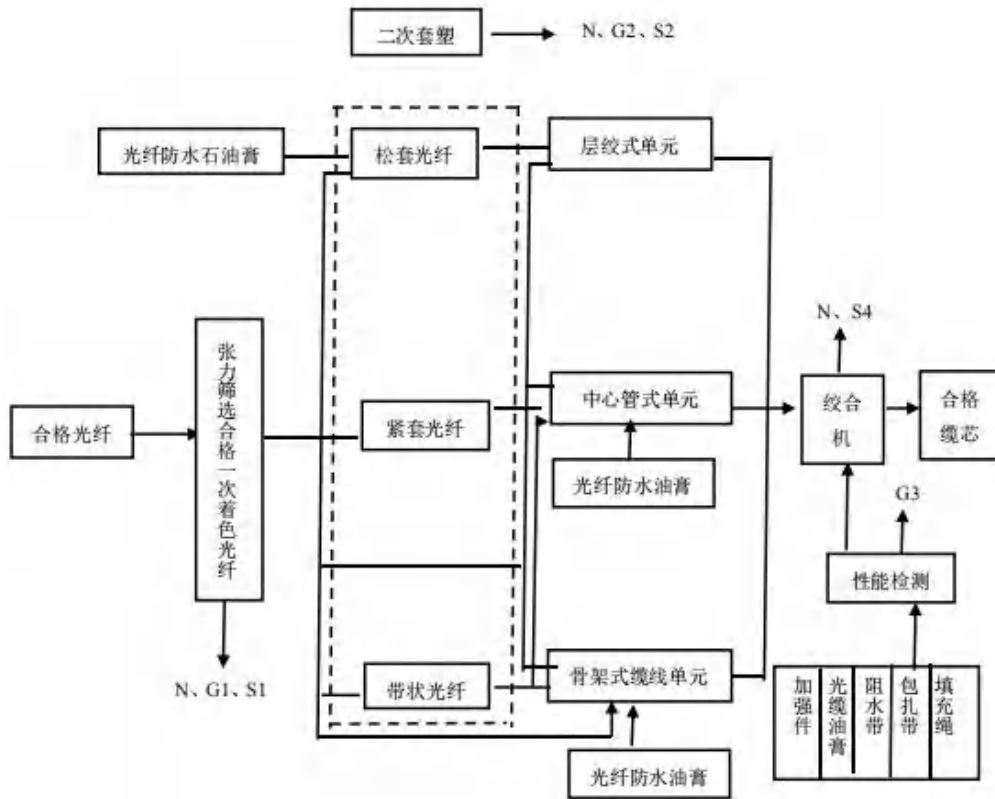 二次套塑
N、G2、S2
光纤防水石油膏
松套光纤
层绞式单元
N、S4
张力筛选合格一次着色光纤
合格光纤
紧套光纤
中心管式单元
绞合
机
合格
缆芯
光纤防水油膏
G3
性能检测
N、G1、S1
带状光纤
骨架式缆线单元
加强件
光缆油膏
阻水带
包扎带
填充绳
光纤防水油膏